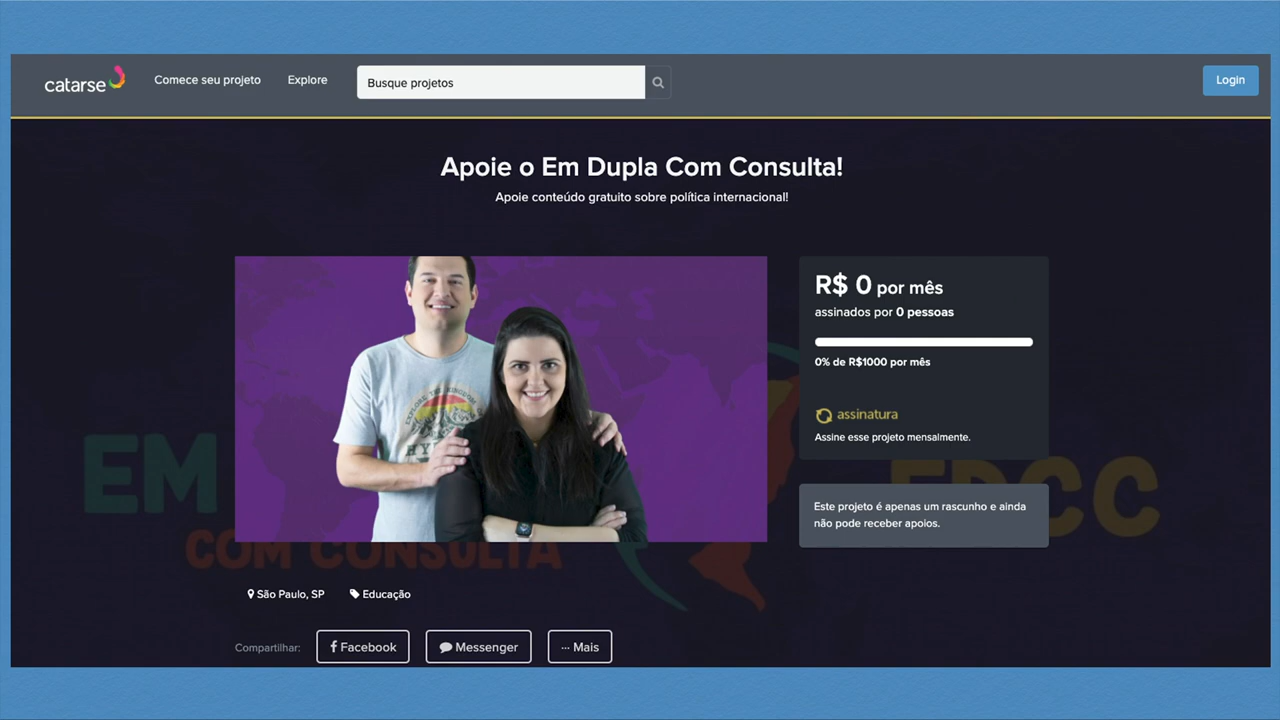 catarse
Comece seu projeto
Explore
Busque projetos
Login
Apoie o Em Dupla Com Consulta!
Apoie conteúdo gratuito sobre política internacional!
R$ 0 por mês
assinados por 0 pessoas
0% de R$1000 por mês
assinatura
Assine esse projeto mensalmente.
Este projeto é apenas um rascunho e ainda
não pode receber apoios.
EM
COM CONSULTA
EDCC
São Paulo, SP
Educação
Compartilhar:
Facebook
Messenger
··· Mais